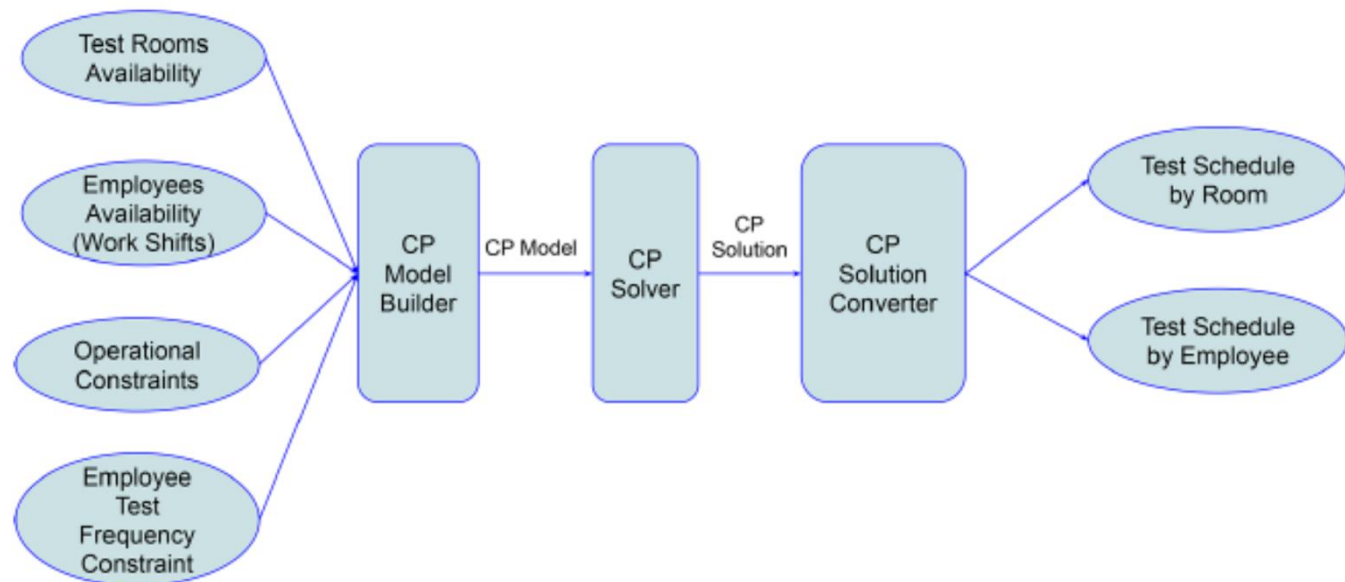 Test Rooms
Availability
Employees
Availability
(Work Shifts)
Operational
Constraints
Employee
Test
Frequency
Constraint
CP
Model
Builder
CP Model
CP
Solver
CP
Solution
CP
Solution
Converter
Test Schedule
by Room
Test Schedule
by Employee